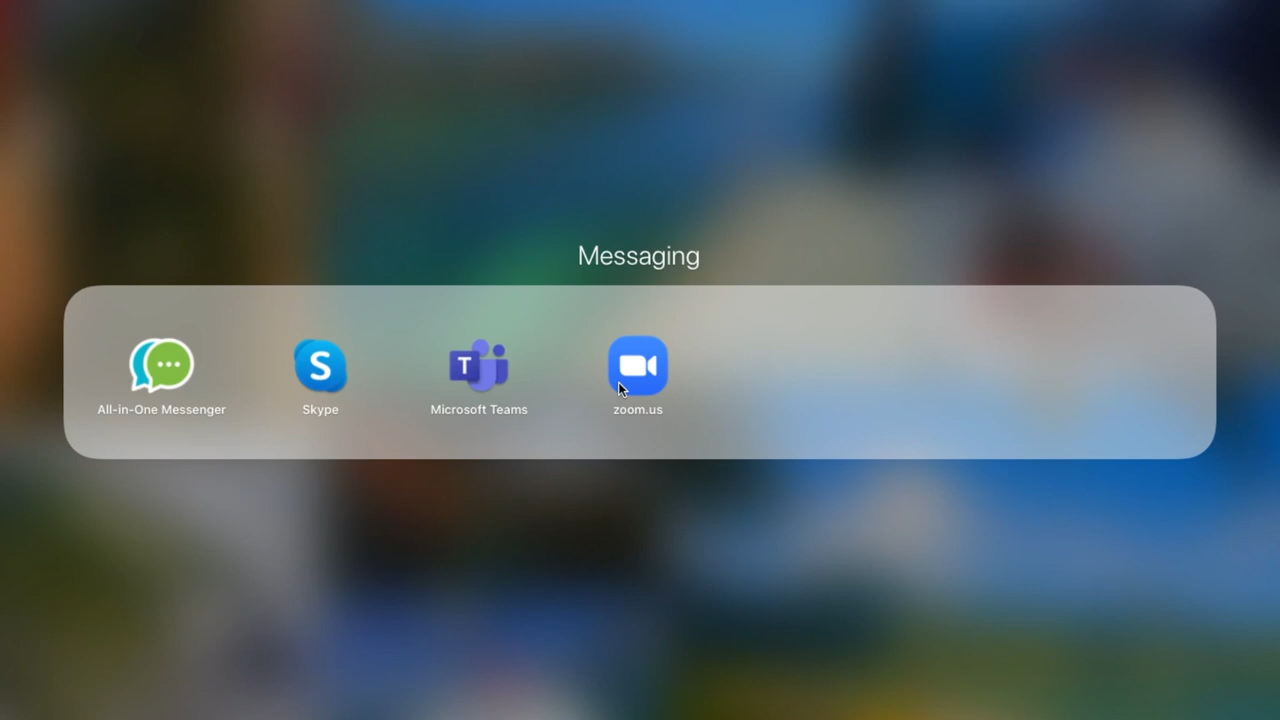 Messaging
S
T
All-in-One Messenger
Skype
Microsoft Teams
zoom.us